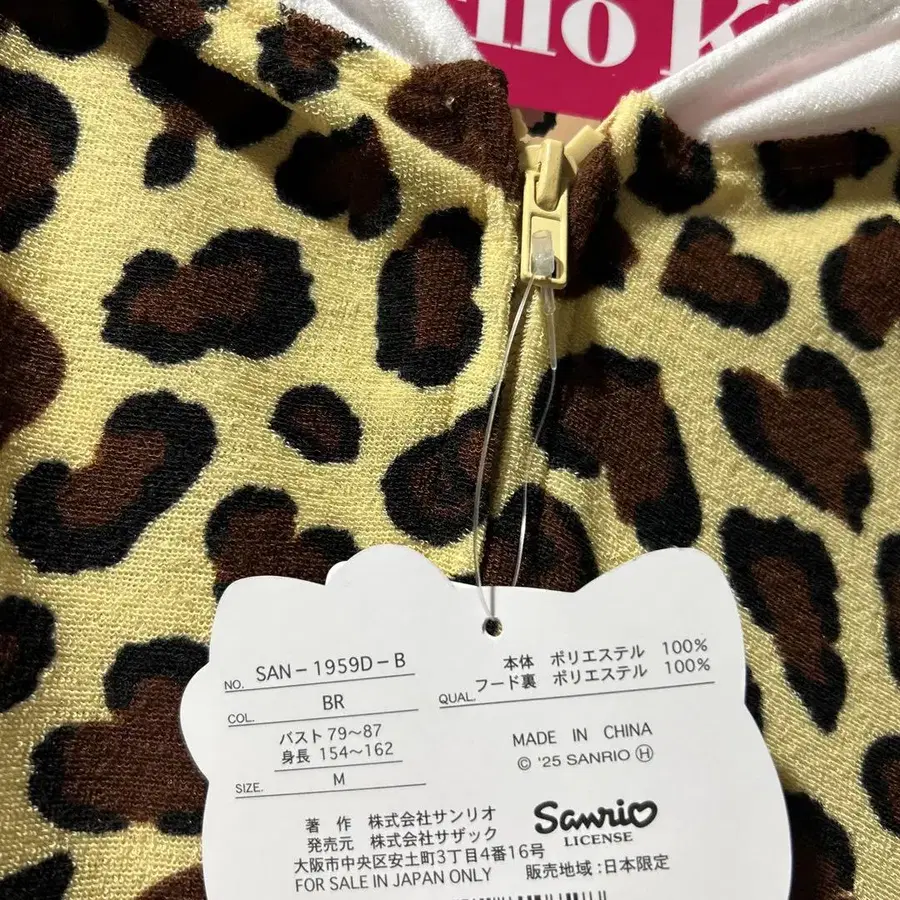 llo Ki
NO. SAN-1959D-B
COL. BR
バスト 79〜87
身長 154〜162
SIZE. M
本体 ポリエステル 100%
QUAL. フード裏 ポリエステル 100%
MADE IN CHINA
© '25 SANRIO Ⓗ
著作 株式会社サンリオ
発売元 株式会社サザック
大阪市中央区安土町3丁目4番16号
FOR SALE IN JAPAN ONLY
Sanrio
LICENSE
販売地域:日本限定